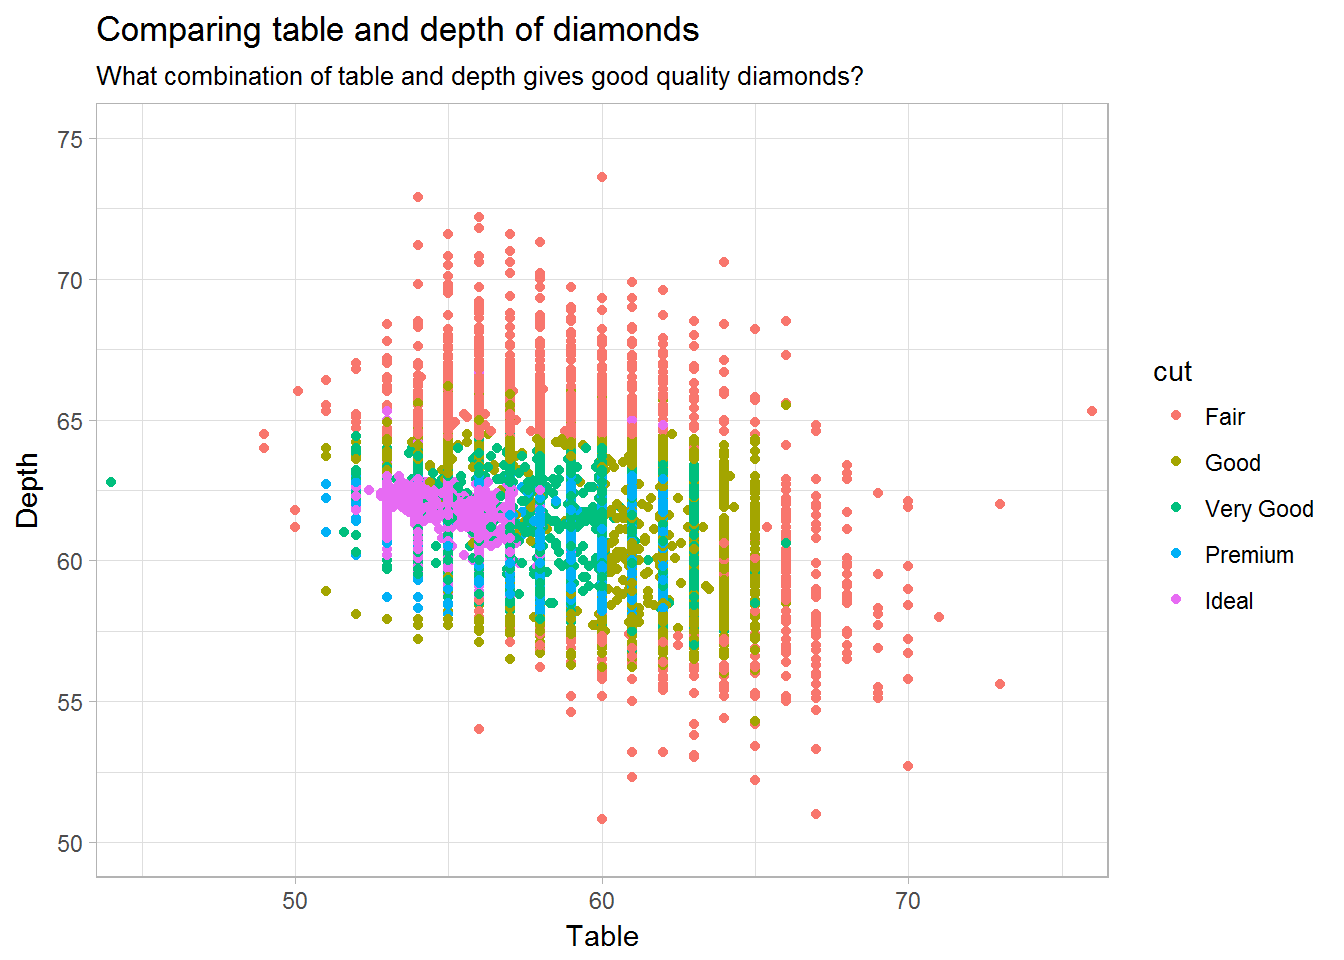 Comparing table and depth of diamonds
What combination of table and depth gives good quality diamonds?
75
70
65
60
55
50
Depth
50
60
70
Table
cut
Fair
Good
Very Good
Premium
Ideal